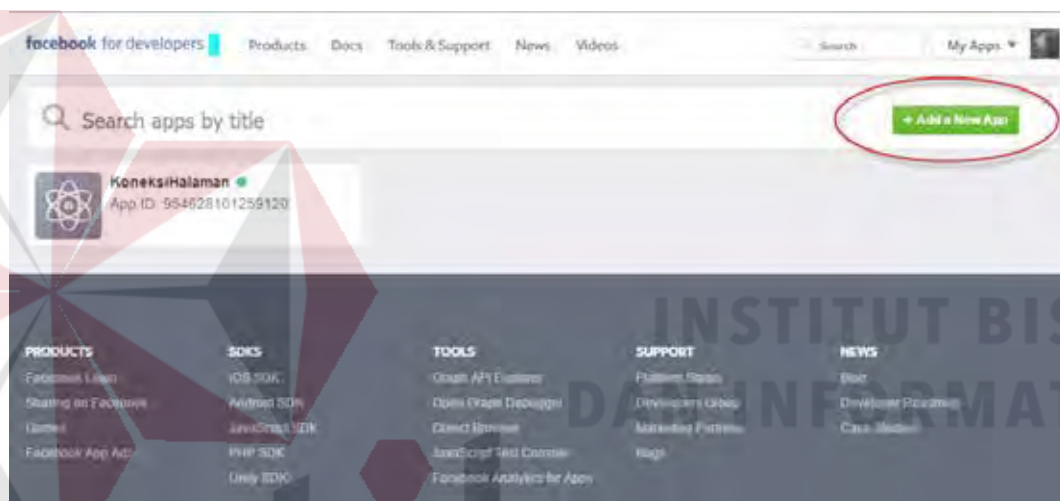 facebook for developers Products Docs Tools & Support News Videos Search My Apps
Search apps by title
+ Add a New App
KoneksiHalaman
App ID: 954628101259120
INSTITUT BIS
DAN INFORMA
PRODUCTS SDKS TOOLS SUPPORT NEWS
Facebook Login iOS SDK Graph API Explorer Platform Status Blog
Sharing on Facebook Android SDK Open Graph Debugger Developers Group Developer Roadmap
Games JavaScript SDK Object Browser Marketing Partners Case Studies
Facebook App Ads PHP SDK JavaScript Test Console Bugs
Unity SDK Facebook Analytics for Apps